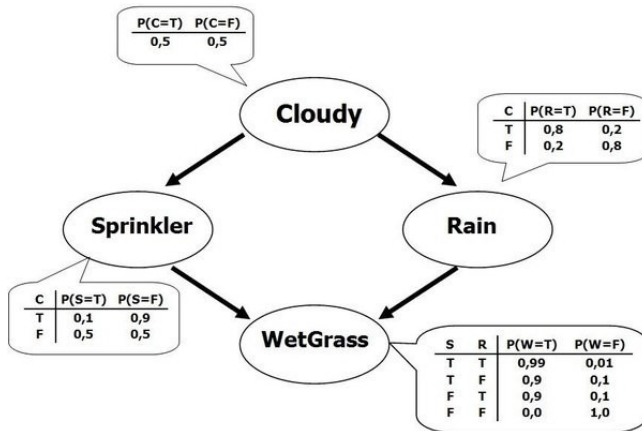 P(C=T) P(C=F)
0,5 0,5
Cloudy
C P(R=T) P(R=F)
T 0,8 0,2
F 0,2 0,8
Sprinkler
Rain
C P(S=T) P(S=F)
T 0,1 0,9
F 0,5 0,5
WetGrass
S R P(W=T) P(W=F)
T T 0,99 0,01
T F 0,9 0,1
F T 0,9 0,1
F F 0,0 1,0